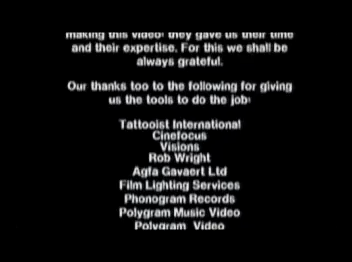 making this video: they gave us their time
and their expertise. For this we shall be
always grateful.
Our thanks too to the following for giving
us the tools to do the job:
Tattooist International
Cinefocus
Visions
Rob Wright
Agfa Gavaert Ltd
Film Lighting Services
Phonogram Records
Polygram Music Video
Polygram Video